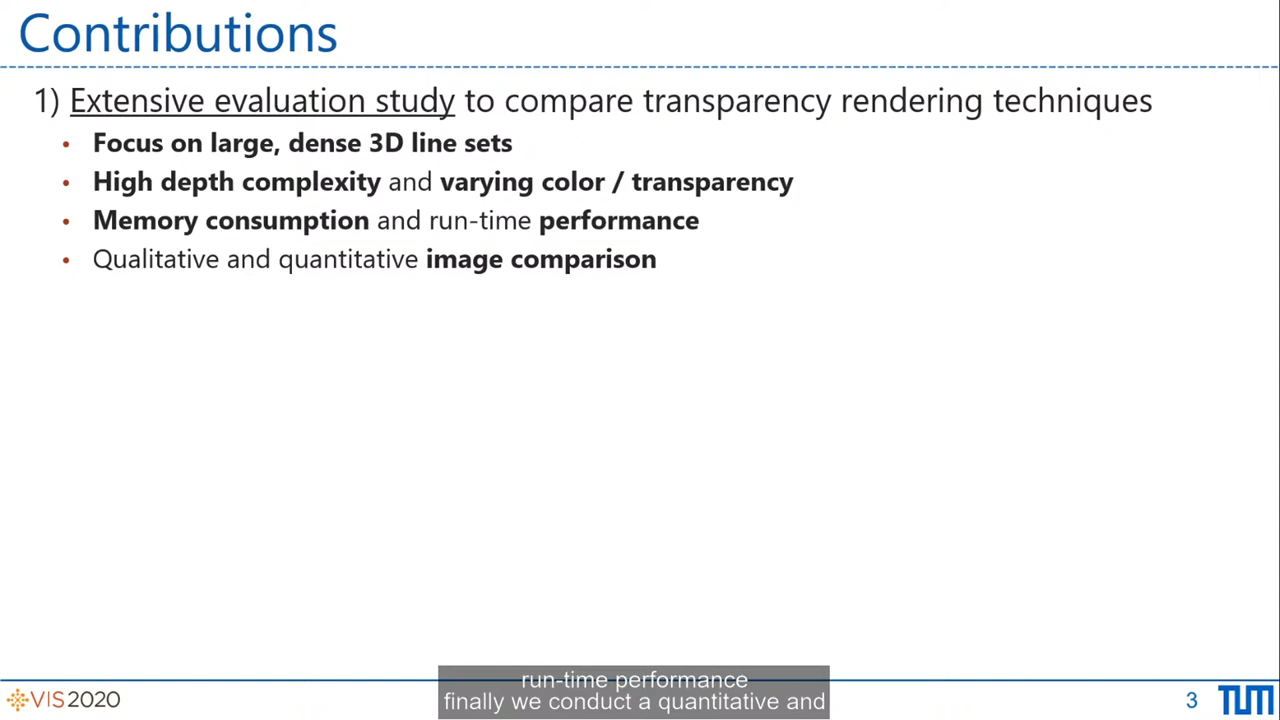 Contributions
1) Extensive evaluation study to compare transparency rendering techniques
• Focus on large, dense 3D line sets
• High depth complexity and varying color / transparency
• Memory consumption and run-time performance
• Qualitative and quantitative image comparison
run-time performance
finally we conduct a quantitative and
VIS2020
3
TUM